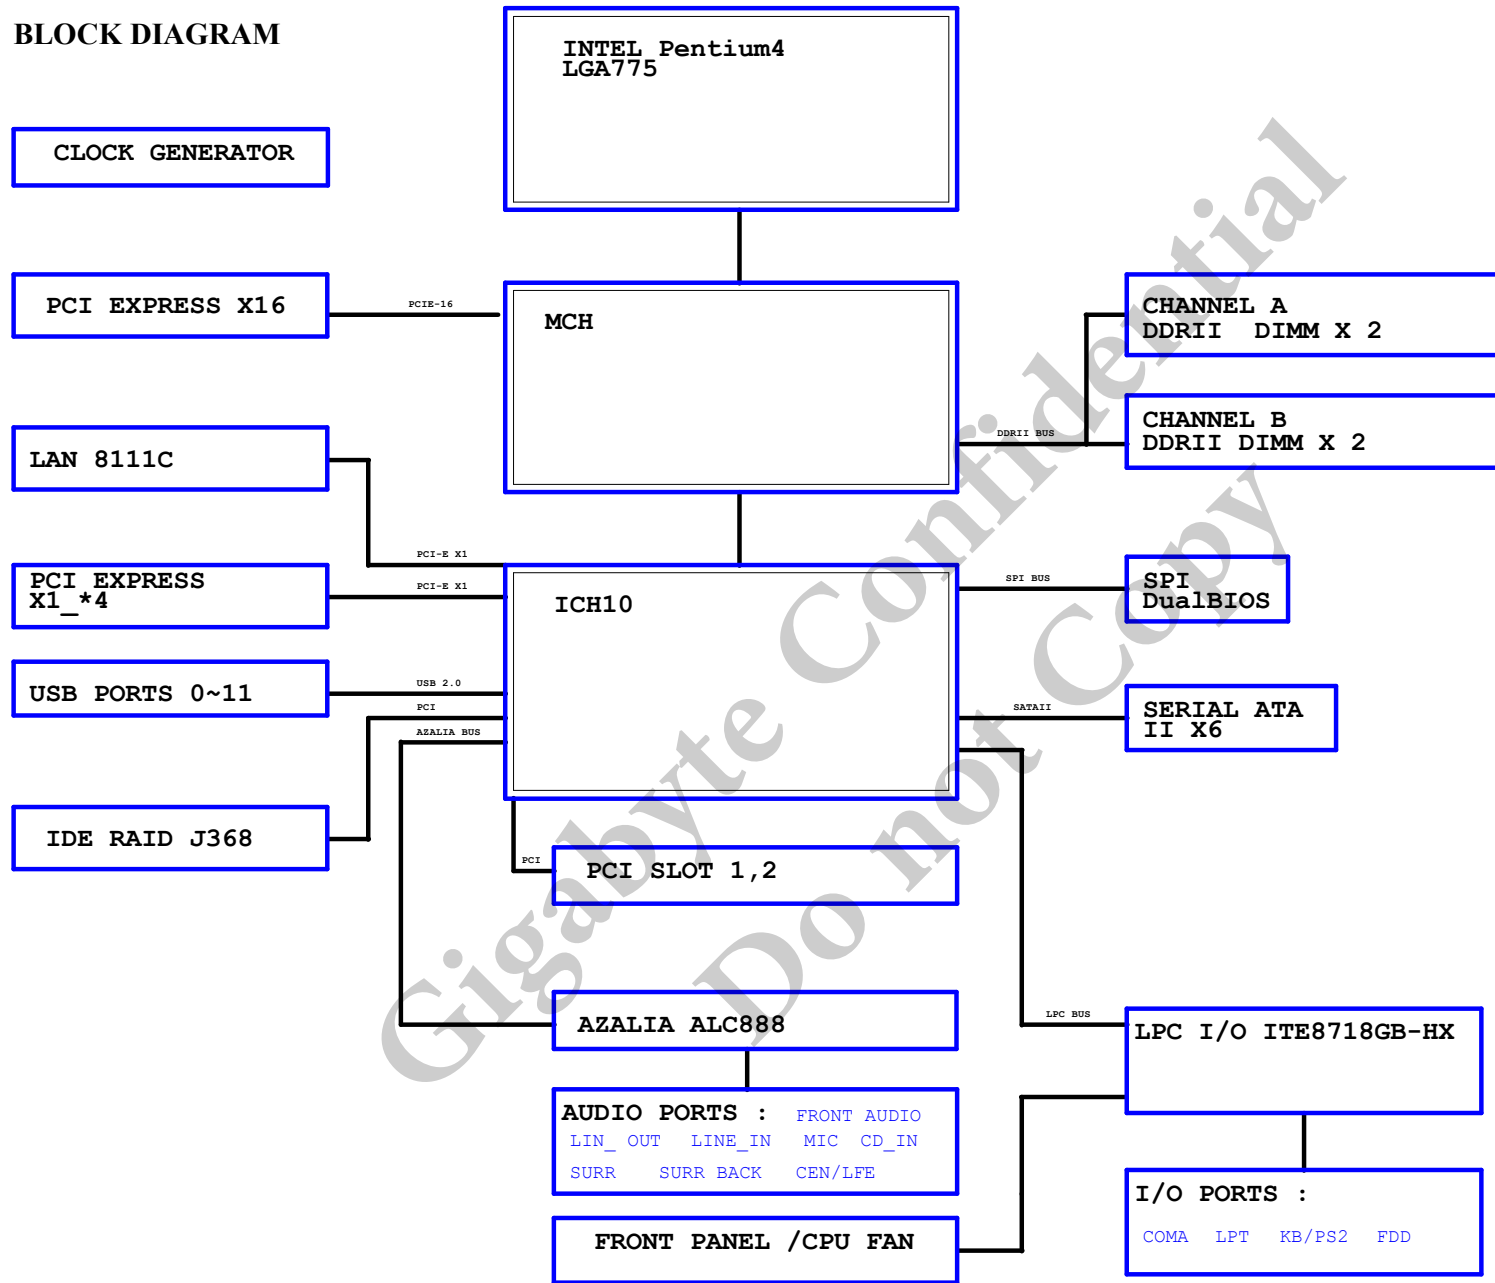 BLOCK DIAGRAM
INTEL Pentium4
LGA775
CLOCK GENERATOR
PCI EXPRESS X16
PCIE-16
MCH
CHANNEL A
DDRII DIMM X 2
DDRII BUS
CHANNEL B
DDRII DIMM X 2
LAN 8111C
PCI-E X1
PCI EXPRESS
X1_*4
PCI-E X1
ICH10
SPI BUS
SPI
DualBIOS
USB PORTS 0~11
USB 2.0
PCI
AZALIA BUS
SATAII
SERIAL ATA
II X6
IDE RAID J368
PCI
PCI SLOT 1,2
AZALIA ALC888
LPC BUS
LPC I/O ITE8718GB-HX
AUDIO PORTS : FRONT AUDIO
LIN_ OUT LINE_IN MIC CD_IN
SURR SURR BACK CEN/LFE
I/O PORTS :
COMA LPT KB/PS2 FDD
FRONT PANEL /CPU FAN
Gigabyte Confidential
Do not Copy